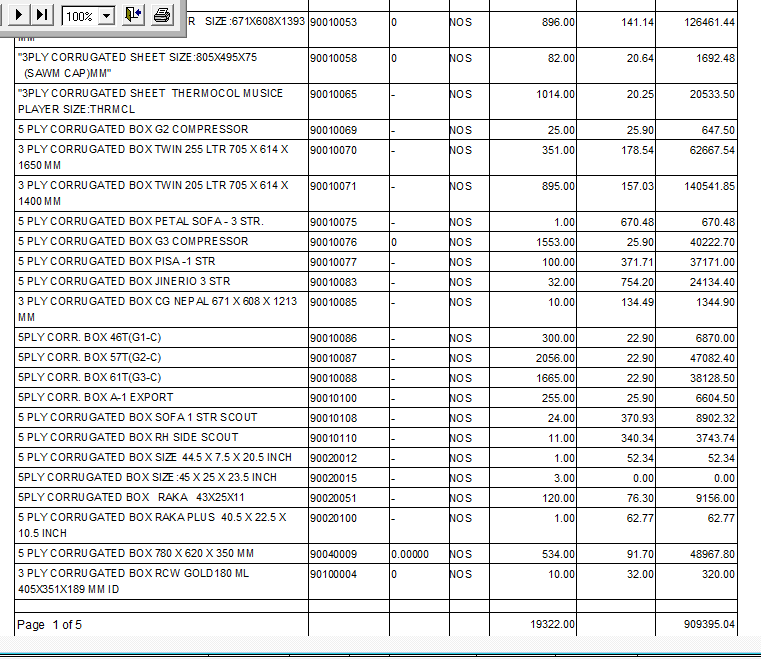 100%
R SIZE:671X608X1393 90010053 0 NOS 896.00 141.14 126461.44
"3PLY CORRUGATED SHEET SIZE:805X495X75 90010058 0 NOS 82.00 20.64 1692.48
(SAWM CAP)MM"
"3PLY CORRUGATED SHEET THERMOCOL MUSICE 90010065 - NOS 1014.00 20.25 20533.50
PLAYER SIZE:THRMCL
5 PLY CORRUGATED BOX G2 COMPRESSOR 90010069 - NOS 25.00 25.90 647.50
3 PLY CORRUGATED BOX TWIN 255 LTR 705 X 614 X 90010070 - NOS 351.00 178.54 62667.54
1650 MM
3 PLY CORRUGATED BOX TWIN 205 LTR 705 X 614 X 90010071 - NOS 895.00 157.03 140541.85
1400 MM
5 PLY CORRUGATED BOX PETAL SOFA - 3 STR. 90010075 - NOS 1.00 670.48 670.48
5 PLY CORRUGATED BOX G3 COMPRESSOR 90010076 0 NOS 1553.00 25.90 40222.70
5 PLY CORRUGATED BOX PISA -1 STR 90010077 - NOS 100.00 371.71 37171.00
5 PLY CORRUGATED BOX JINERIO 3 STR 90010083 - NOS 32.00 754.20 24134.40
3 PLY CORRUGATED BOX CG NEPAL 671 X 608 X 1213 90010085 - NOS 10.00 134.49 1344.90
MM
5PLY CORR. BOX 46T(G1-C) 90010086 - NOS 300.00 22.90 6870.00
5PLY CORR. BOX 57T(G2-C) 90010087 - NOS 2056.00 22.90 47082.40
5PLY CORR. BOX 61T(G3-C) 90010088 - NOS 1665.00 22.90 38128.50
5PLY CORR. BOX A-1 EXPORT 90010100 - NOS 255.00 25.90 6604.50
5 PLY CORRUGATED BOX SOFA 1 STR SCOUT 90010108 - NOS 24.00 370.93 8902.32
5 PLY CORRUGATED BOX RH SIDE SCOUT 90010110 - NOS 11.00 340.34 3743.74
5 PLY CORRUGATED BOX SIZE 44.5 X 7.5 X 20.5 INCH 90020012 - NOS 1.00 52.34 52.34
5PLY CORRUGATED BOX SIZE :45 X 25 X 23.5 INCH 90020015 - NOS 3.00 0.00 0.00
5PLY CORRUGATED BOX RAKA 43X25X11 90020051 - NOS 120.00 76.30 9156.00
5 PLY CORRUGATED BOX RAKA PLUS 40.5 X 22.5 X 90020100 - NOS 1.00 62.77 62.77
10.5 INCH
5 PLY CORRUGATED BOX 780 X 620 X 350 MM 90040009 0.00000 NOS 534.00 91.70 48967.80
3 PLY CORRUGATED BOX RCW GOLD180 ML 90100004 0 NOS 10.00 32.00 320.00
405X351X189 MM ID
Page 1 of 5 19322.00 909395.04